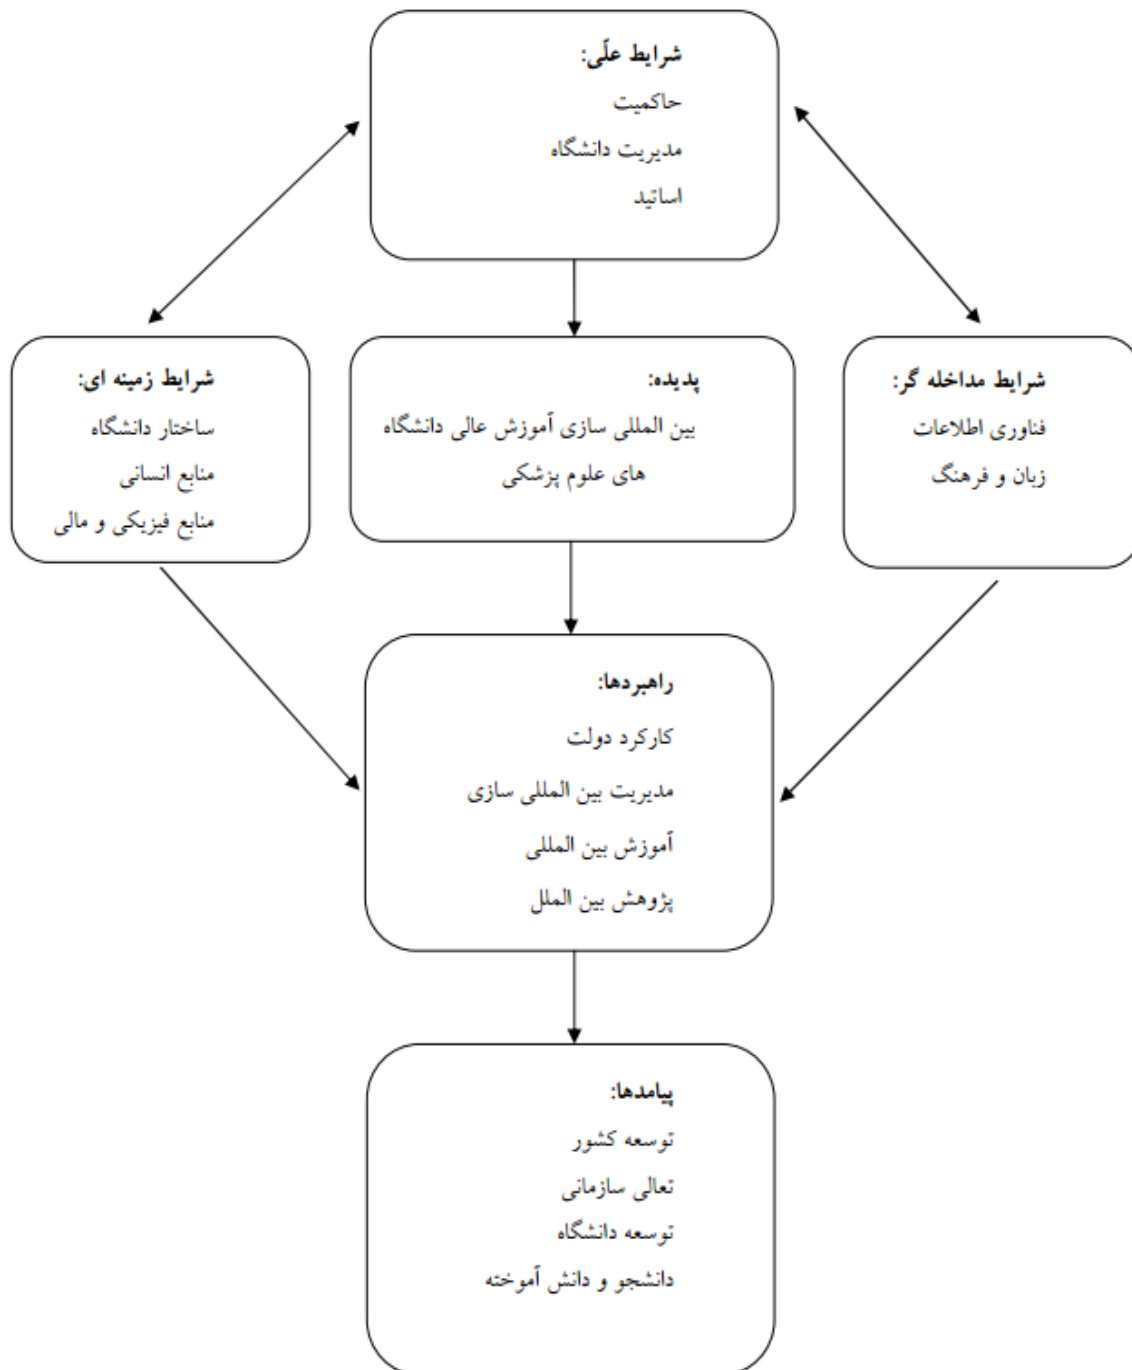 شرایط علّی:
حاکمیت
مدیریت دانشگاه
اساتید
شرایط مداخله گر:
فناوری اطلاعات
زبان و فرهنگ
پدیده:
بین المللی سازی آموزش عالی دانشگاه
های علوم پزشکی
شرایط زمینه ای:
ساختار دانشگاه
منابع انسانی
منابع فیزیکی و مالی
راهبردها:
کارکرد دولت
مدیریت بین المللی سازی
آموزش بین المللی
پژوهش بین الملل
پیامدها:
توسعه کشور
تعالی سازمانی
توسعه دانشگاه
دانشجو و دانش آموخته